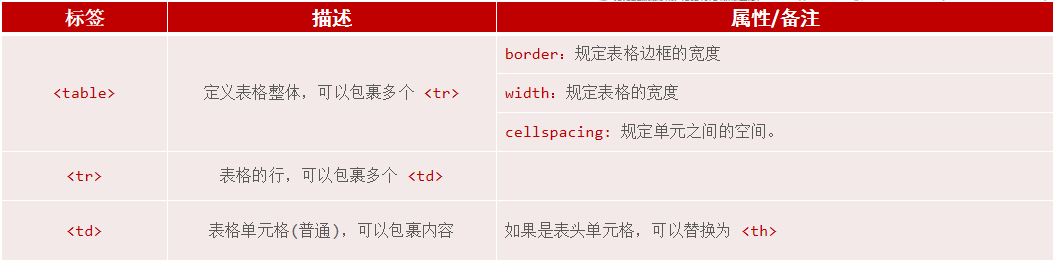 标签 描述 属性/备注
<table> 定义表格整体，可以包裹多个 <tr> border：规定表格边框的宽度
width：规定表格的宽度
cellspacing: 规定单元之间的空间。
<tr> 表格的行，可以包裹多个 <td>
<td> 表格单元格(普通)，可以包裹内容 如果是表头单元格，可以替换为 <th>